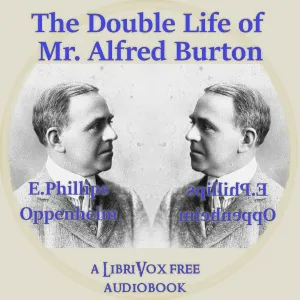 The Double Life of
Mr. Alfred Burton
E.Phillips
Oppenheim
E.Phillips
Oppenheim
a LibriVox free
audiobook